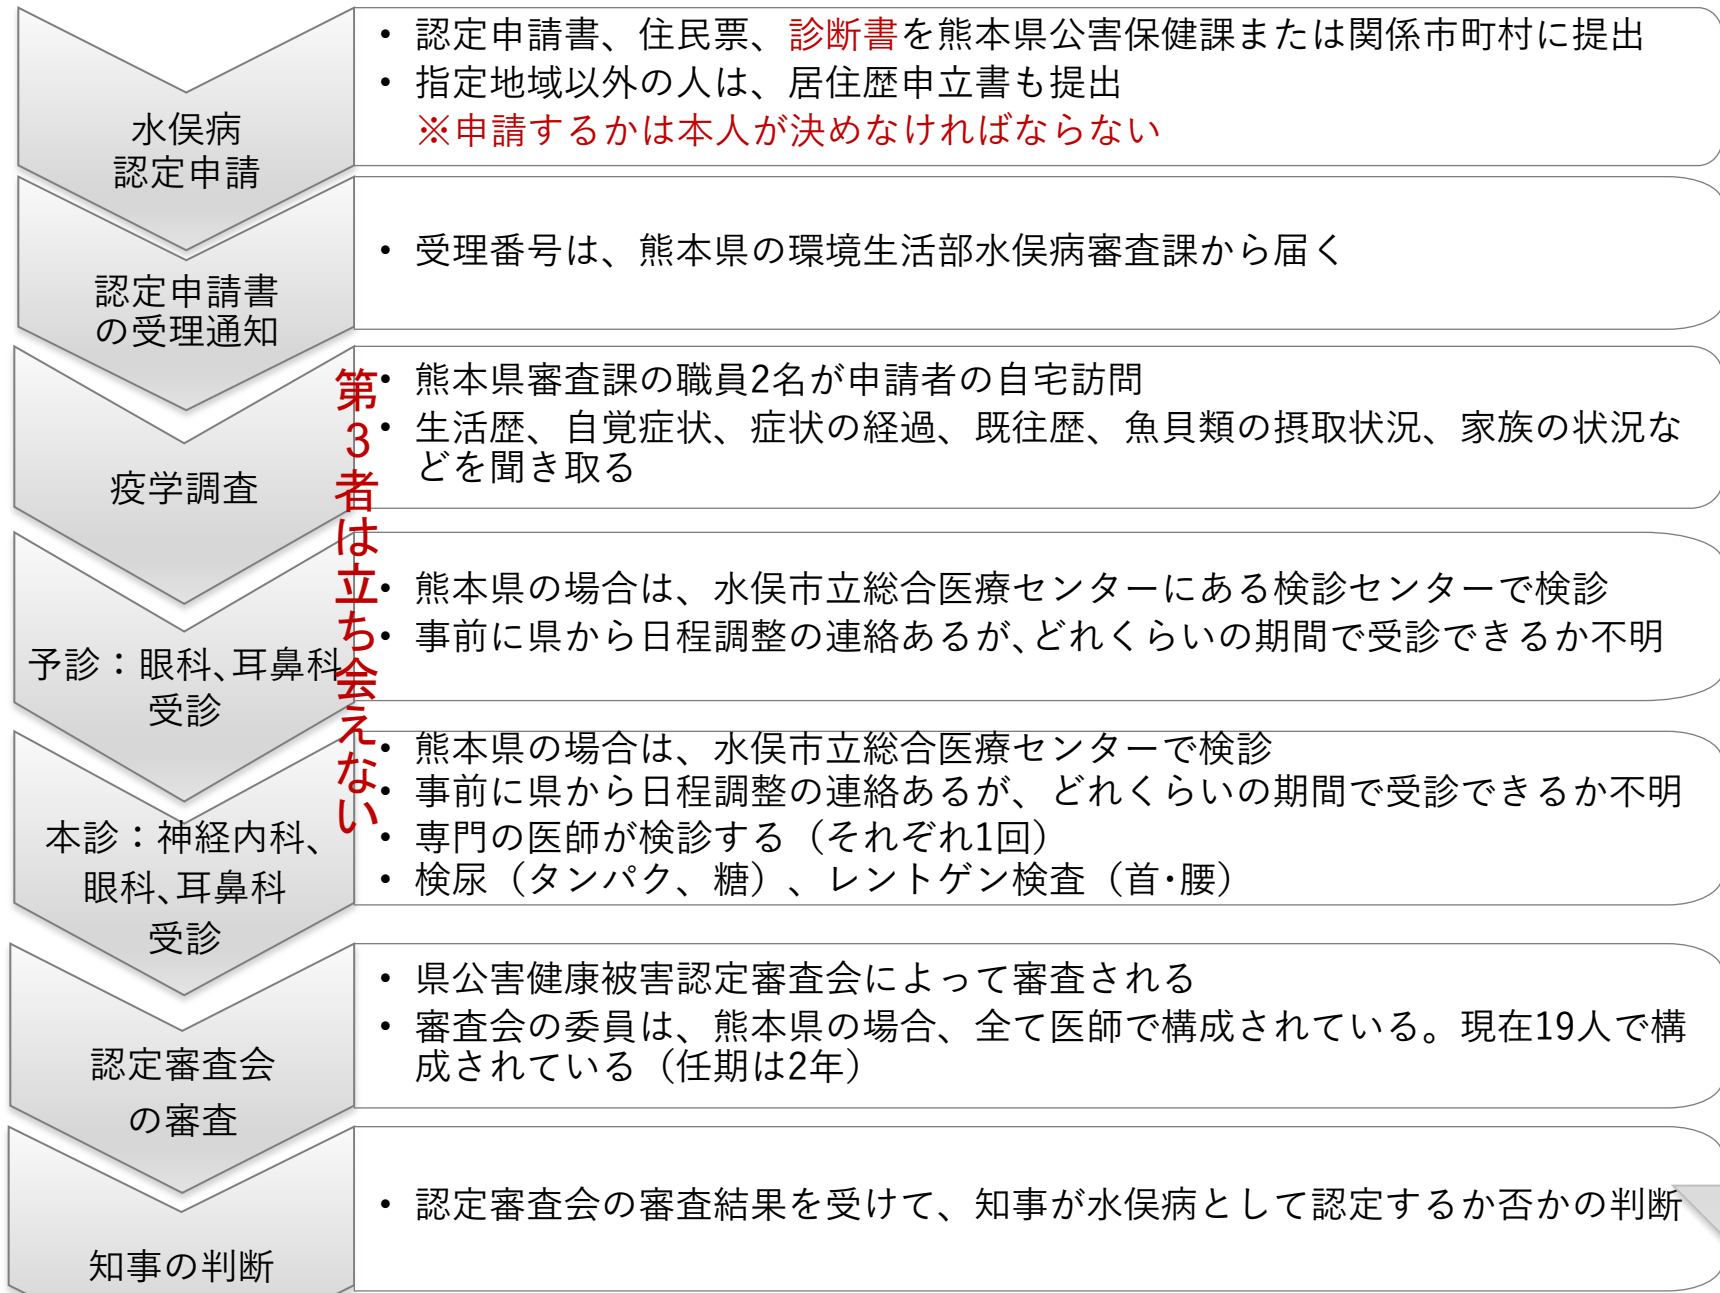 水俣病
認定申請
• 認定申請書、住民票、診断書を熊本県公害保健課または関係市町村に提出
• 指定地域以外の人は、居住歴申立書も提出
※申請するかは本人が決めなければならない
認定申請書
の受理通知
• 受理番号は、熊本県の環境生活部水俣病審査課から届く
第3者は立ち会えない
疫学調査
• 熊本県審査課の職員2名が申請者の自宅訪問
• 生活歴、自覚症状、症状の経過、既往歴、魚貝類の摂取状況、家族の状況な
どを聞き取る
予診：眼科、耳鼻科
受診
• 熊本県の場合は、水俣市立総合医療センターにある検診センターで検診
• 事前に県から日程調整の連絡あるが、どれくらいの期間で受診できるか不明
本診：神経内科、
眼科、耳鼻科
受診
• 熊本県の場合は、水俣市立総合医療センターで検診
• 事前に県から日程調整の連絡あるが、どれくらいの期間で受診できるか不明
• 専門の医師が検診する（それぞれ1回）
• 検尿（タンパク、糖）、レントゲン検査（首・腰）
認定審査会
の審査
• 県公害健康被害認定審査会によって審査される
• 審査会の委員は、熊本県の場合、全て医師で構成されている。現在19人で構
成されている（任期は2年）
知事の判断
• 認定審査会の審査結果を受けて、知事が水俣病として認定するか否かの判断